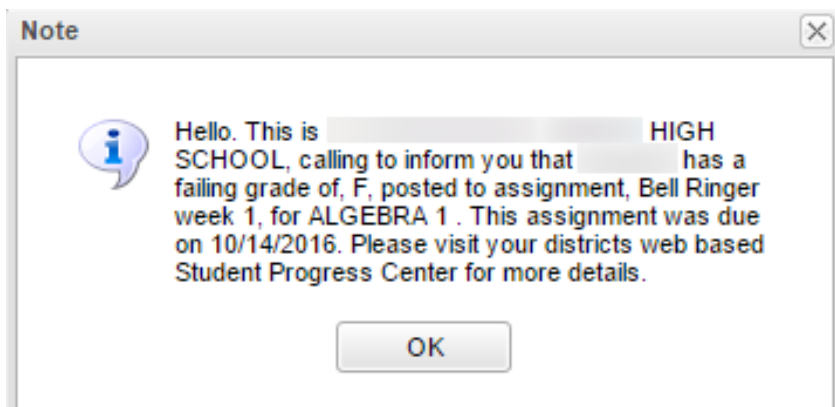 Note
Hello. This is HIGH
SCHOOL, calling to inform you that has a
failing grade of, F, posted to assignment, Bell Ringer
week 1, for ALGEBRA 1 . This assignment was due
on 10/14/2016. Please visit your districts web based
Student Progress Center for more details.
OK